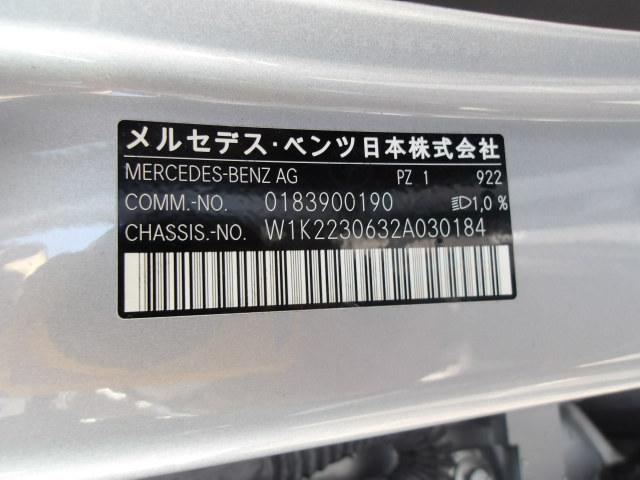 メルセデス・ベンツ日本株式会社
MERCEDES-BENZ AG PZ 1 922
COMM.-NO. 0183900190 1,0 %
CHASSIS.-NO. W1K2230632A030184